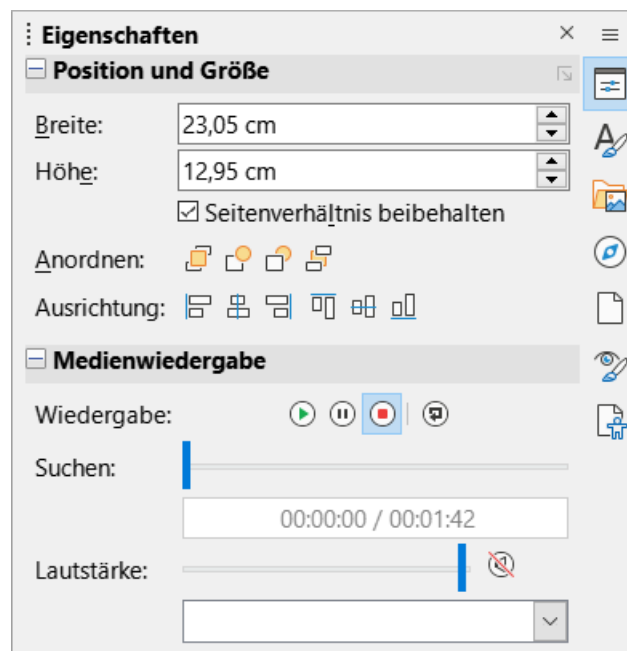 Eigenschaften
Position und Größe
Breite: 23,05 cm
Höhe: 12,95 cm
Seitenverhältnis beibehalten
Anordnen:
Ausrichtung:
Medienwiedergabe
Wiedergabe:
Suchen:
00:00:00 / 00:01:42
Lautstärke: